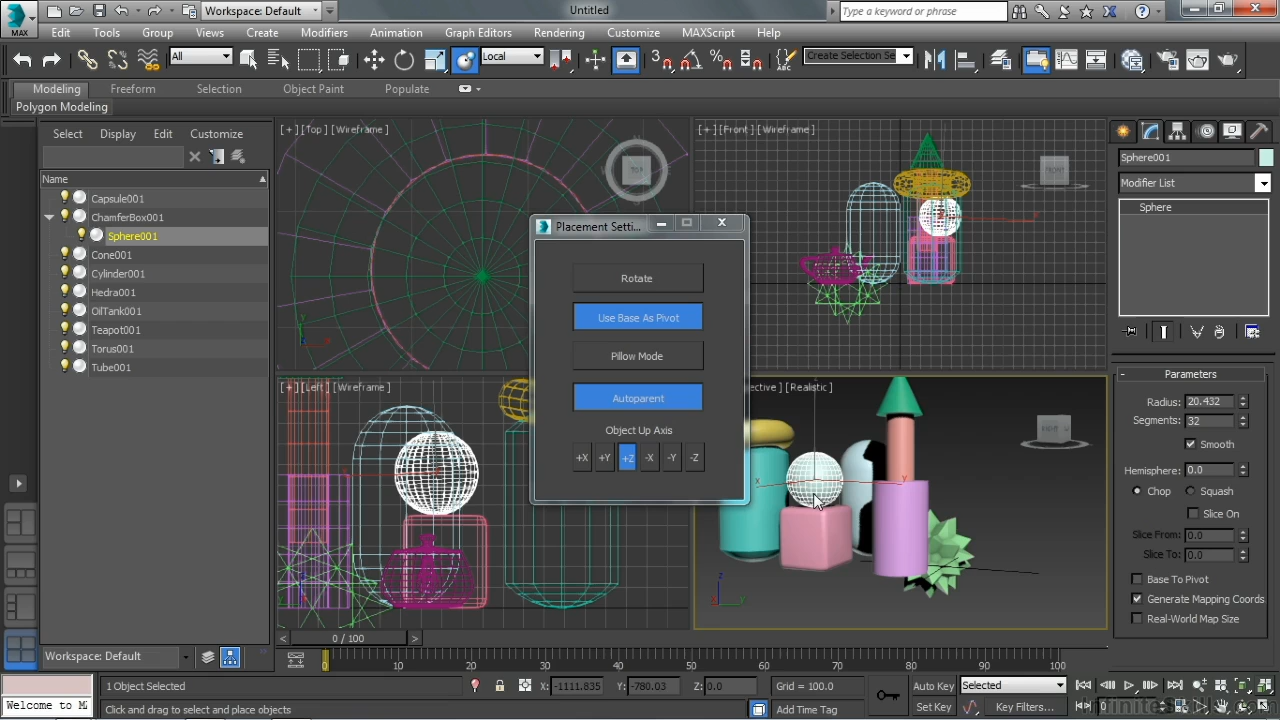 MAX
Workspace: Default
Untitled
Type a keyword or phrase
Edit Tools Group Views Create Modifiers Animation Graph Editors Rendering Customize MAXScript Help
All
Local
Create Selection Se
Modeling Freeform Selection Object Paint Populate
Polygon Modeling
Select Display Edit Customize
Name
Capsule001
ChamferBox001
Sphere001
Cone001
Cylinder001
Hedra001
OilTank001
Teapot001
Torus001
Tube001
[+] [Top] [Wireframe]
TOP
[+] [Front] [Wireframe]
FRONT
[+] [Left] [Wireframe]
ective] [Realistic]
Placement Setti...
Rotate
Use Base As Pivot
Pillow Mode
Autoparent
Object Up Axis
+X +Y +Z -X -Y -Z
Sphere001
Modifier List
Sphere
- Parameters
Radius: 20.432
Segments: 32
Smooth
Hemisphere: 0.0
Chop Squash
Slice On
Slice From: 0.0
Slice To: 0.0
Base To Pivot
Generate Mapping Coords
Real-World Map Size
< 0 / 100 >
Workspace: Default
0 10 20 30 40 50 60 70 80 90 100
1 Object Selected
X: -1111.835 Y: -780.03 Z: 0.0
Grid = 100.0
Auto Key
Selected
Welcome to M
Click and drag to select and place objects
Add Time Tag
Set Key
Key Filters...